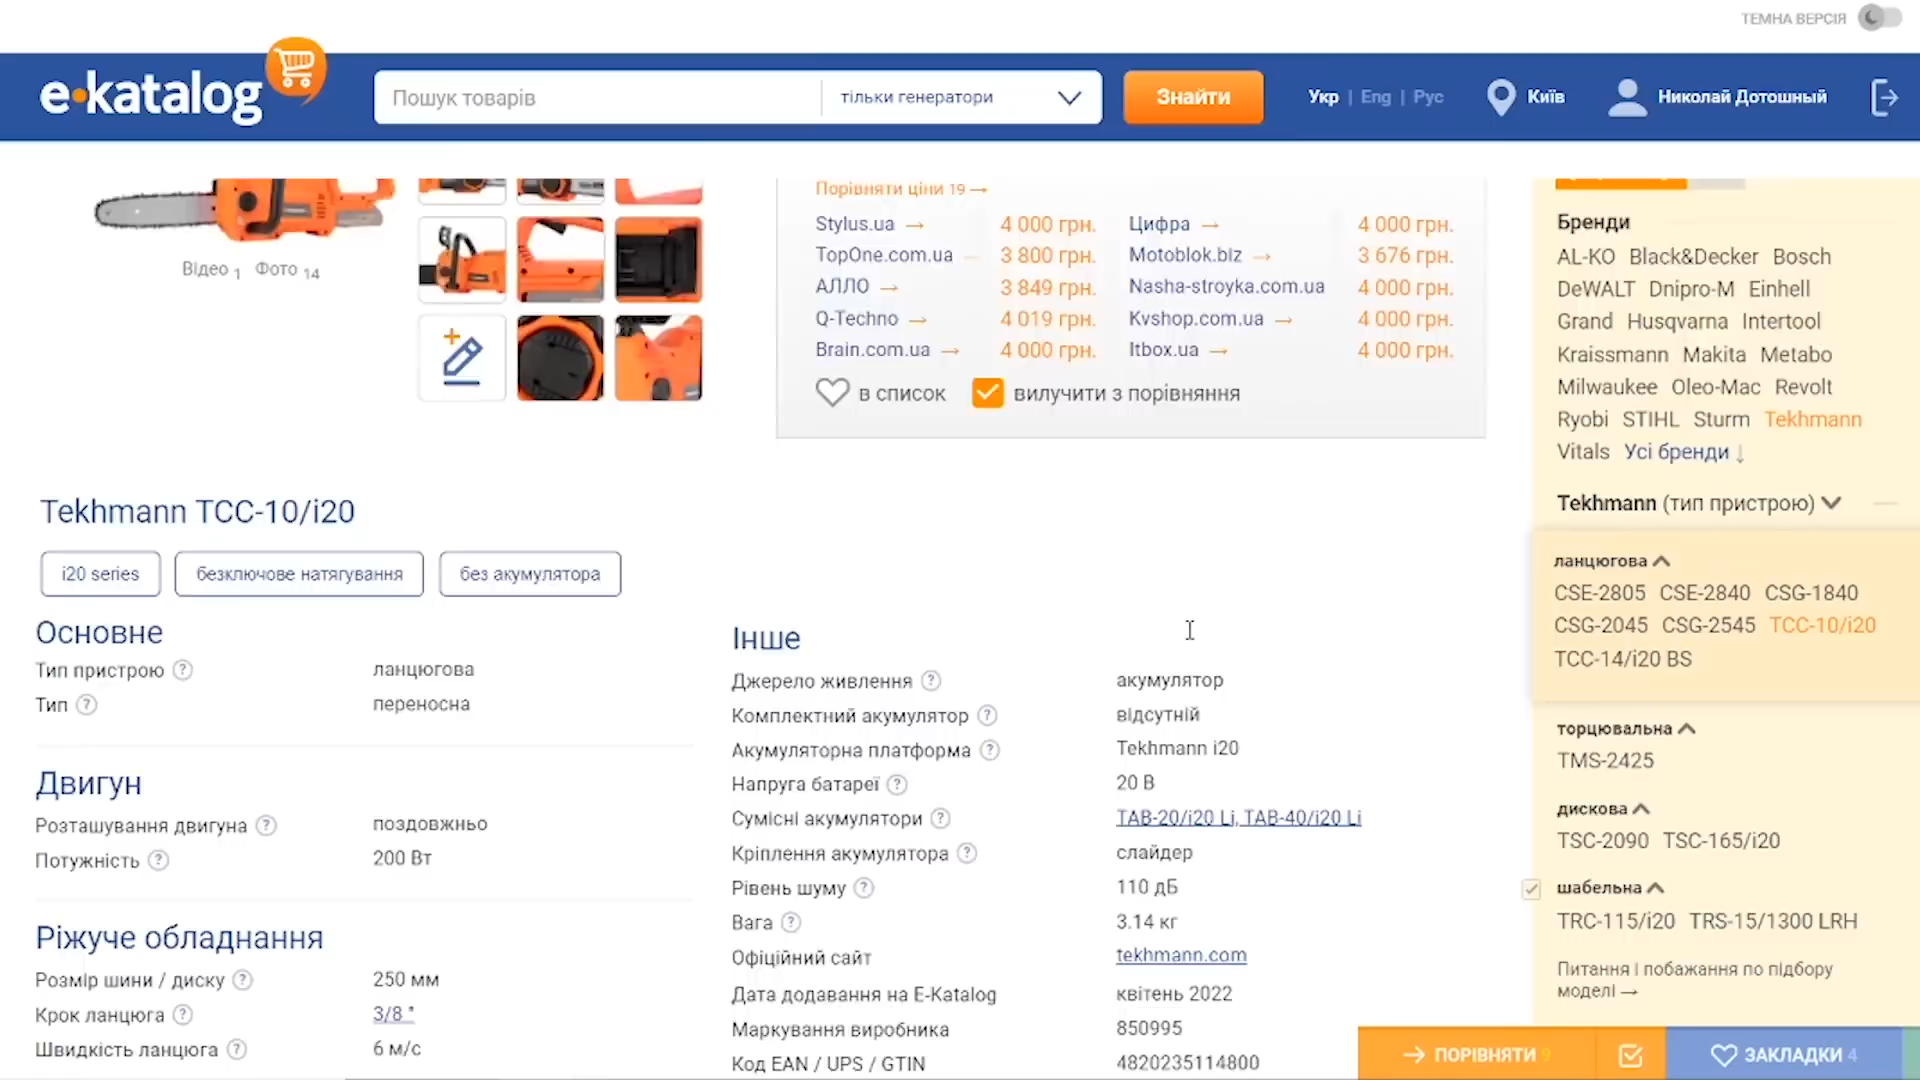 ТЕМНА ВЕРСІЯ
e·katalog
Пошук товарів
тільки генератори
Знайти
Укр | Eng | Рус
Київ
Николай Дотошный
Відео 1 Фото 14
Порівняти ціни 19 →
Stylus.ua → 4 000 грн. Цифра → 4 000 грн.
TopOne.com.ua 3 800 грн. Motoblok.biz → 3 676 грн.
АЛЛО → 3 849 грн. Nasha-stroyka.com.ua 4 000 грн.
Q-Techno → 4 019 грн. Kvshop.com.ua → 4 000 грн.
Brain.com.ua → 4 000 грн. Itbox.ua → 4 000 грн.
в список вилучити з порівняння
Tekhmann TCC-10/i20
i20 series безключове натягування без акумулятора
Основне
Тип пристрою ? ланцюгова
Тип ? переносна
Двигун
Розташування двигуна ? поздовжньо
Потужність ? 200 Вт
Ріжуче обладнання
Розмір шини / диску ? 250 мм
Крок ланцюга ? 3/8 "
Швидкість ланцюга ? 6 м/с
Інше
Джерело живлення ? акумулятор
Комплектний акумулятор ? відсутній
Акумуляторна платформа ? Tekhmann i20
Напруга батареї ? 20 В
Сумісні акумулятори ? TAB-20/i20 Li, TAB-40/i20 Li
Кріплення акумулятора ? слайдер
Рівень шуму ? 110 дБ
Вага ? 3.14 кг
Офіційний сайт tekhmann.com
Дата додавання на E-Katalog квітень 2022
Маркування виробника 850995
Код EAN / UPS / GTIN 4820235114800
Бренди
AL-KO Black&Decker Bosch
DeWALT Dnipro-M Einhell
Grand Husqvarna Intertool
Kraissmann Makita Metabo
Milwaukee Oleo-Mac Revolt
Ryobi STIHL Sturm Tekhmann
Vitals Усі бренди ↓
Tekhmann (тип пристрою)
ланцюгова
CSE-2805 CSE-2840 CSG-1840
CSG-2045 CSG-2545 TCC-10/i20
TCC-14/i20 BS
торцювальна
TMS-2425
дискова
TSC-2090 TSC-165/i20
шабельна
TRC-115/i20 TRS-15/1300 LRH
Питання і побажання по підбору
моделі →
→ ПОРІВНЯТИ 9
ЗАКЛАДКИ 4